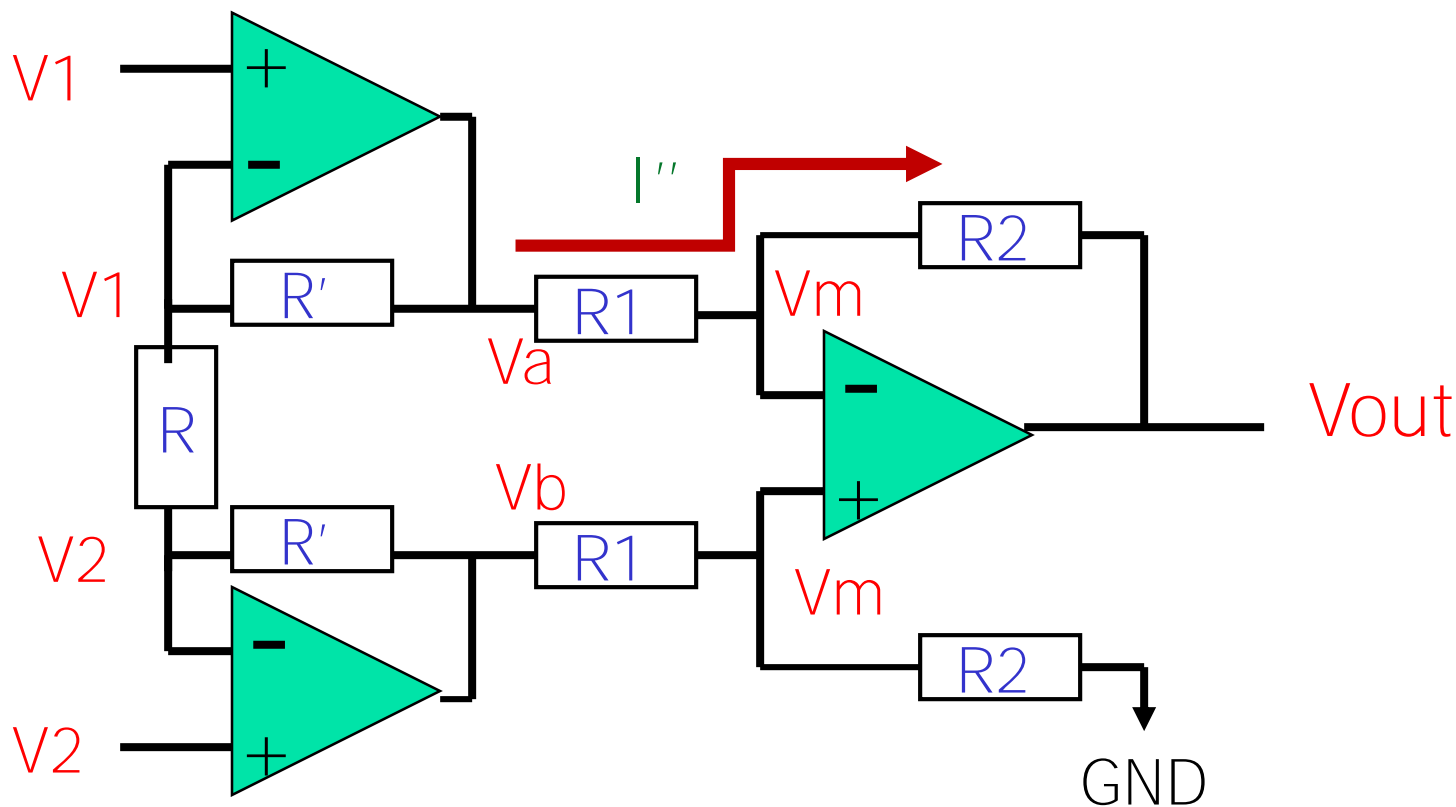 V1
+
−
I''
R2
V1
R'
R1
Vm
Va
−
R
Vout
Vb
+
R'
R1
V2
Vm
−
R2
V2
+
GND